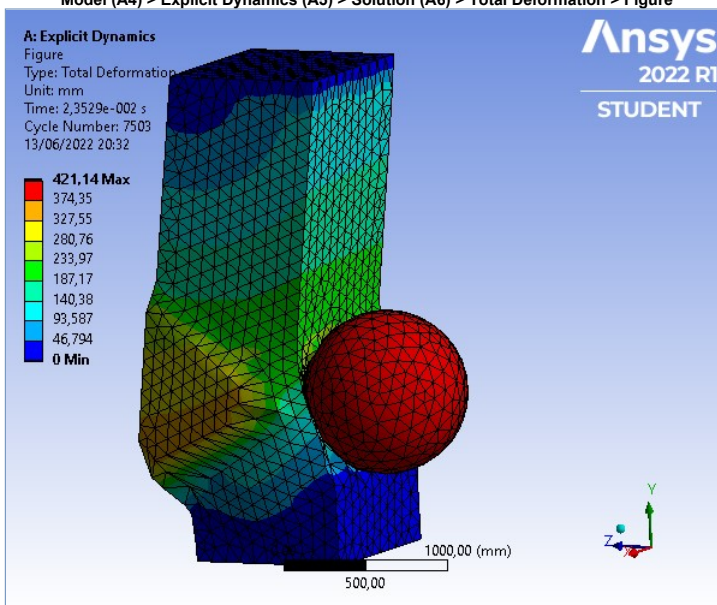 Model (A4) > Explicit Dynamics (A5) > Solution (A6) > Total Deformation > Figure
A: Explicit Dynamics
Figure
Type: Total Deformation
Unit: mm
Time: 2,3529e-002 s
Cycle Number: 7503
13/06/2022 20:32
421,14 Max
374,35
327,55
280,76
233,97
187,17
140,38
93,587
46,794
0 Min
Ansys
2022 R1
STUDENT
Y
Z
X
1000,00 (mm)
500,00